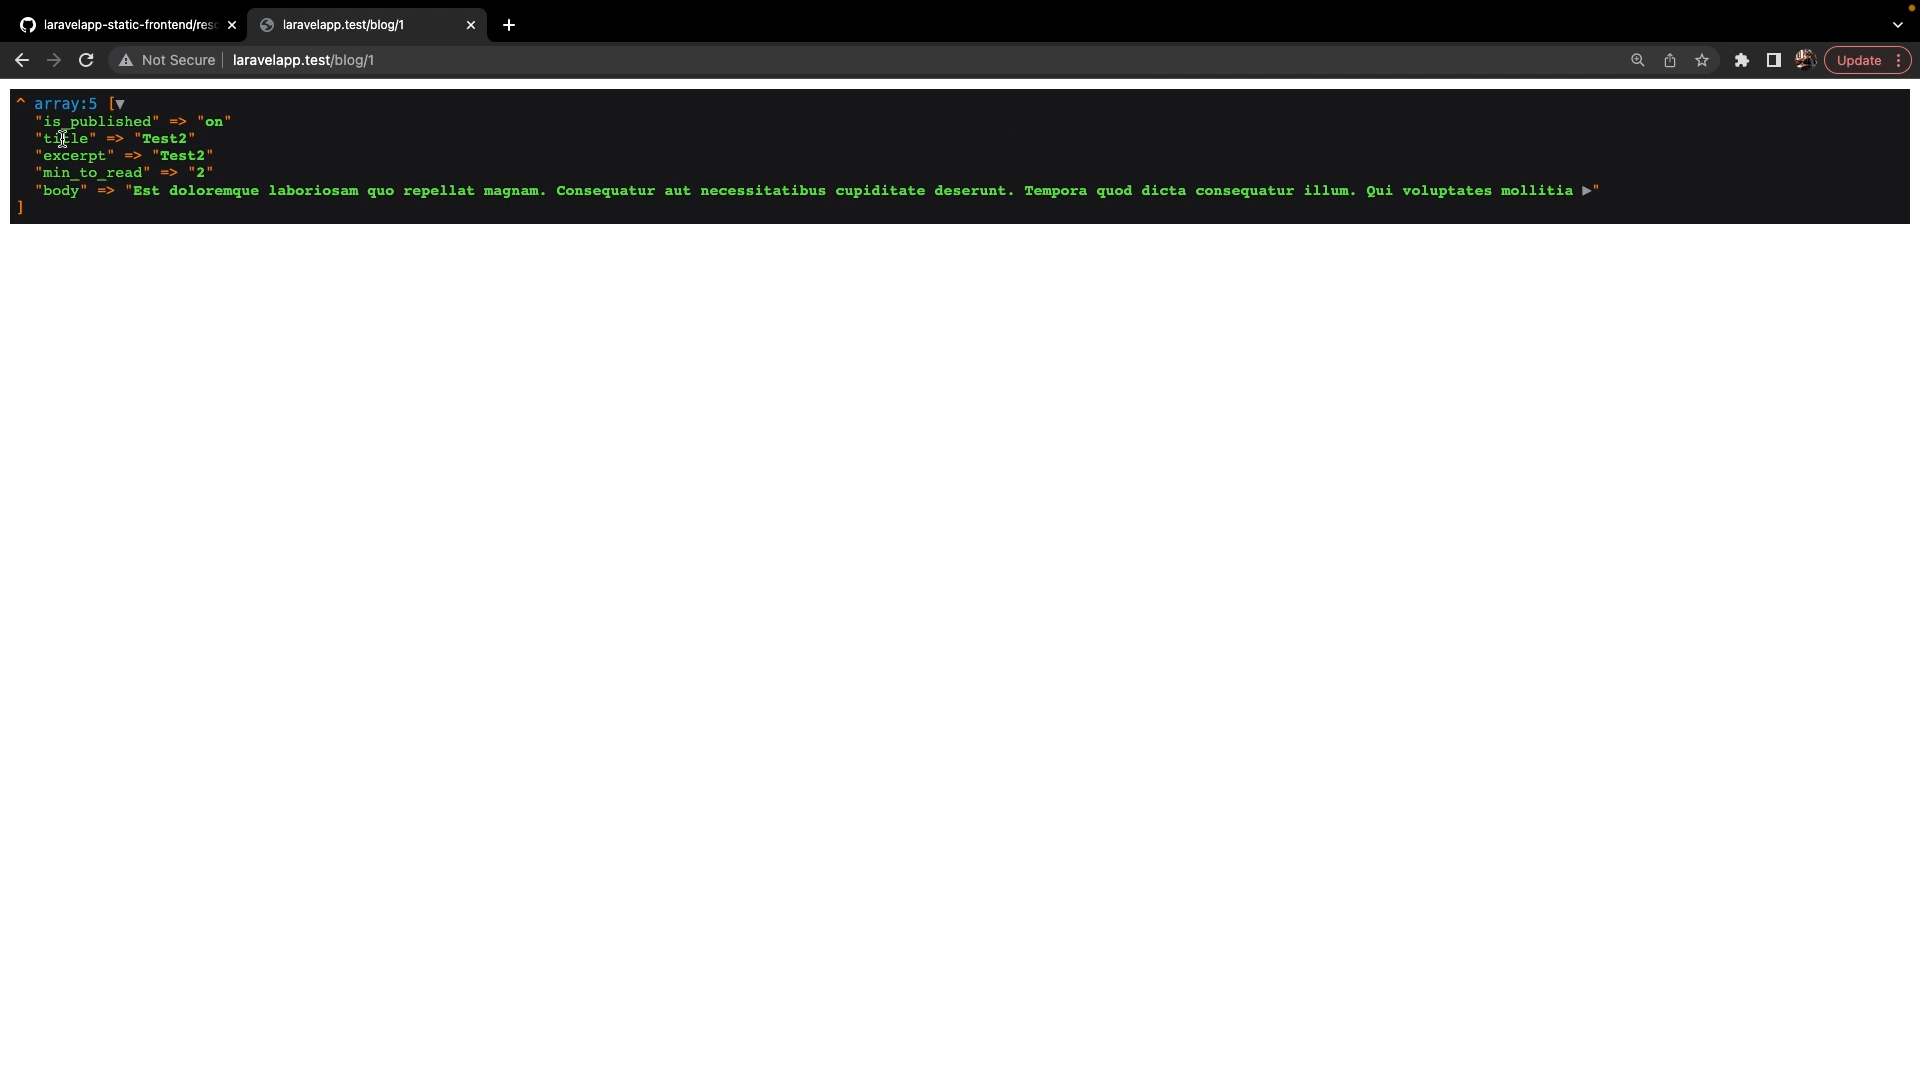 laravelapp-static-frontend/res
laravelapp.test/blog/1
Not Secure
laravelapp.test/blog/1
Update
^ array:5 [▼
"is_published" => "on"
"title" => "Test2"
"excerpt" => "Test2"
"min_to_read" => "2"
"body" => "Est doloremque laboriosam quo repellat magnam. Consequatur aut necessitatibus cupiditate deserunt. Tempora quod dicta consequatur illum. Qui voluptates mollitia ▶"
]